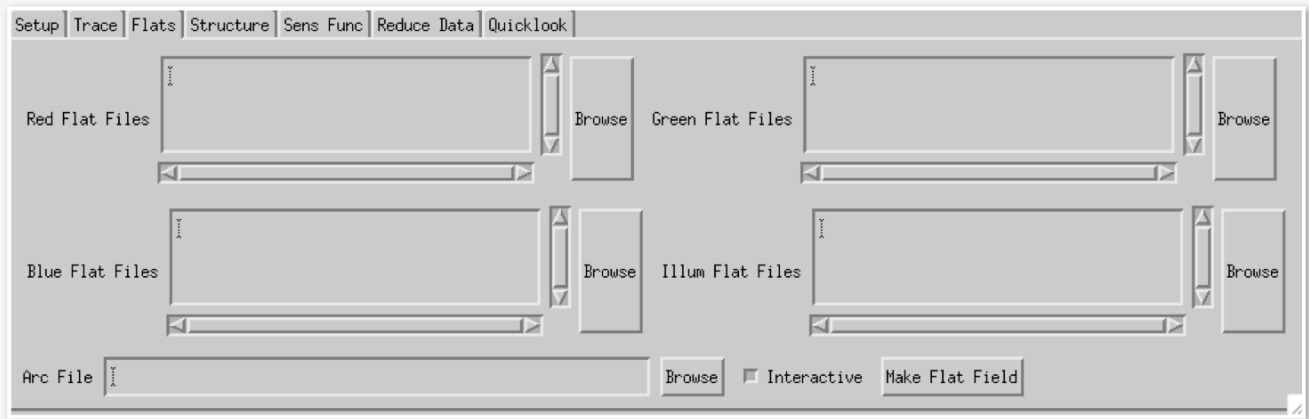 Setup Trace Flats Structure Sens Func Reduce Data Quicklook
Red Flat Files Browse Green Flat Files Browse
Blue Flat Files Browse Illum Flat Files Browse
Arc File Browse Interactive Make Flat Field